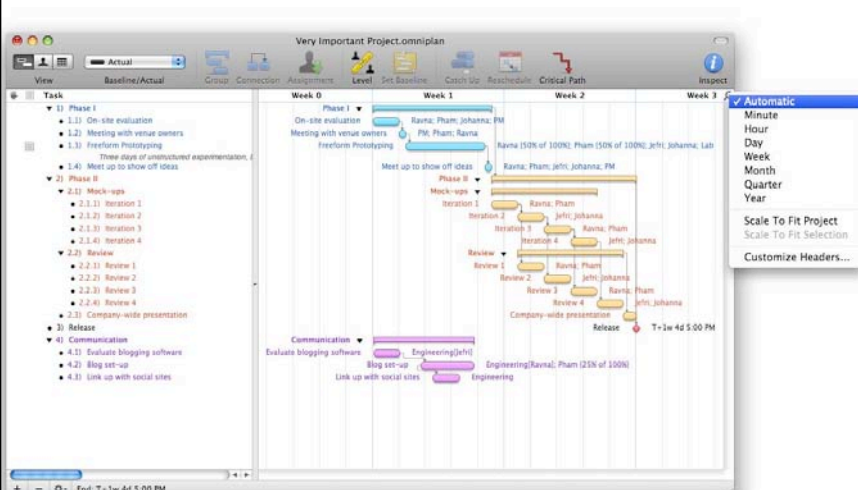 Very Important Project.omniplan
Actual
View Baseline/Actual Group Connection Assignment Level Set Baseline Catch Up Reschedule Critical Path Inspect
Task Week 0 Week 1 Week 2 Week 3
1) Phase I Phase I
1.1) On-site evaluation On-site evaluation Ravna; Pham; Johanna; PM
1.2) Meeting with venue owners Meeting with venue owners PM; Pham; Ravna
1.3) Freeform Prototyping Freeform Prototyping Ravna (50% of 100%); Pham (50% of 100%); Jefri; Johanna; Lab
Three days of unstructured experimentation,
1.4) Meet up to show off ideas Meet up to show off ideas Ravna; Pham; Jefri; Johanna; PM
2) Phase II Phase II
2.1) Mock-ups Mock-ups
2.1.1) Iteration 1 Iteration 1 Ravna; Pham
2.1.2) Iteration 2 Iteration 2 Jefri; Johanna
2.1.3) Iteration 3 Iteration 3 Ravna; Pham
2.1.4) Iteration 4 Iteration 4 Jefri; Johanna
2.2) Review Review
2.2.1) Review 1 Review 1 Ravna; Pham
2.2.2) Review 2 Review 2 Jefri; Johanna
2.2.3) Review 3 Review 3 Ravna; Pham
2.2.4) Review 4 Review 4 Jefri; Johanna
2.3) Company-wide presentation Company-wide presentation
3) Release Release T+1w 4d 5:00 PM
4) Communication Communication
4.1) Evaluate blogging software Evaluate blogging software Engineering[Jefri]
4.2) Blog set-up Blog set-up Engineering[Ravna]; Pham (25% of 100%)
4.3) Link up with social sites Link up with social sites Engineering
End: T+1w 4d 5:00 PM
Automatic
Minute
Hour
Day
Week
Month
Quarter
Year
Scale To Fit Project
Scale To Fit Selection
Customize Headers...